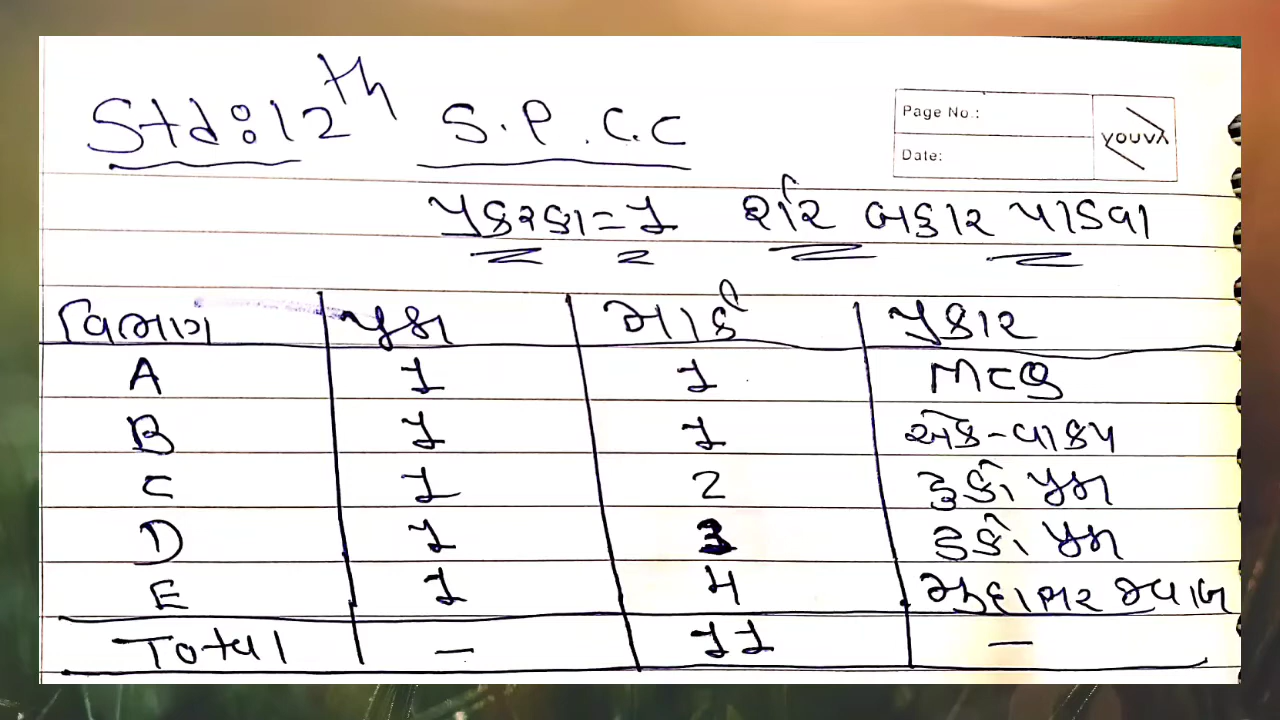 Std:12th S.P.C.C
Page No.:
youva
Date:
પ્રકરણ=1 શેર બહાર પાડવા
વિભાગ પ્રશ્ન માર્ક પ્રકાર
A 1 1 MCQ
B 1 1 એક-વાક્ય
C 1 2 ટુંકો પ્રશ્ન
D 1 3 ટુંકો પ્રશ્ન
E 1 4 મુદ્દાસર જવાબ
Total - 11 -